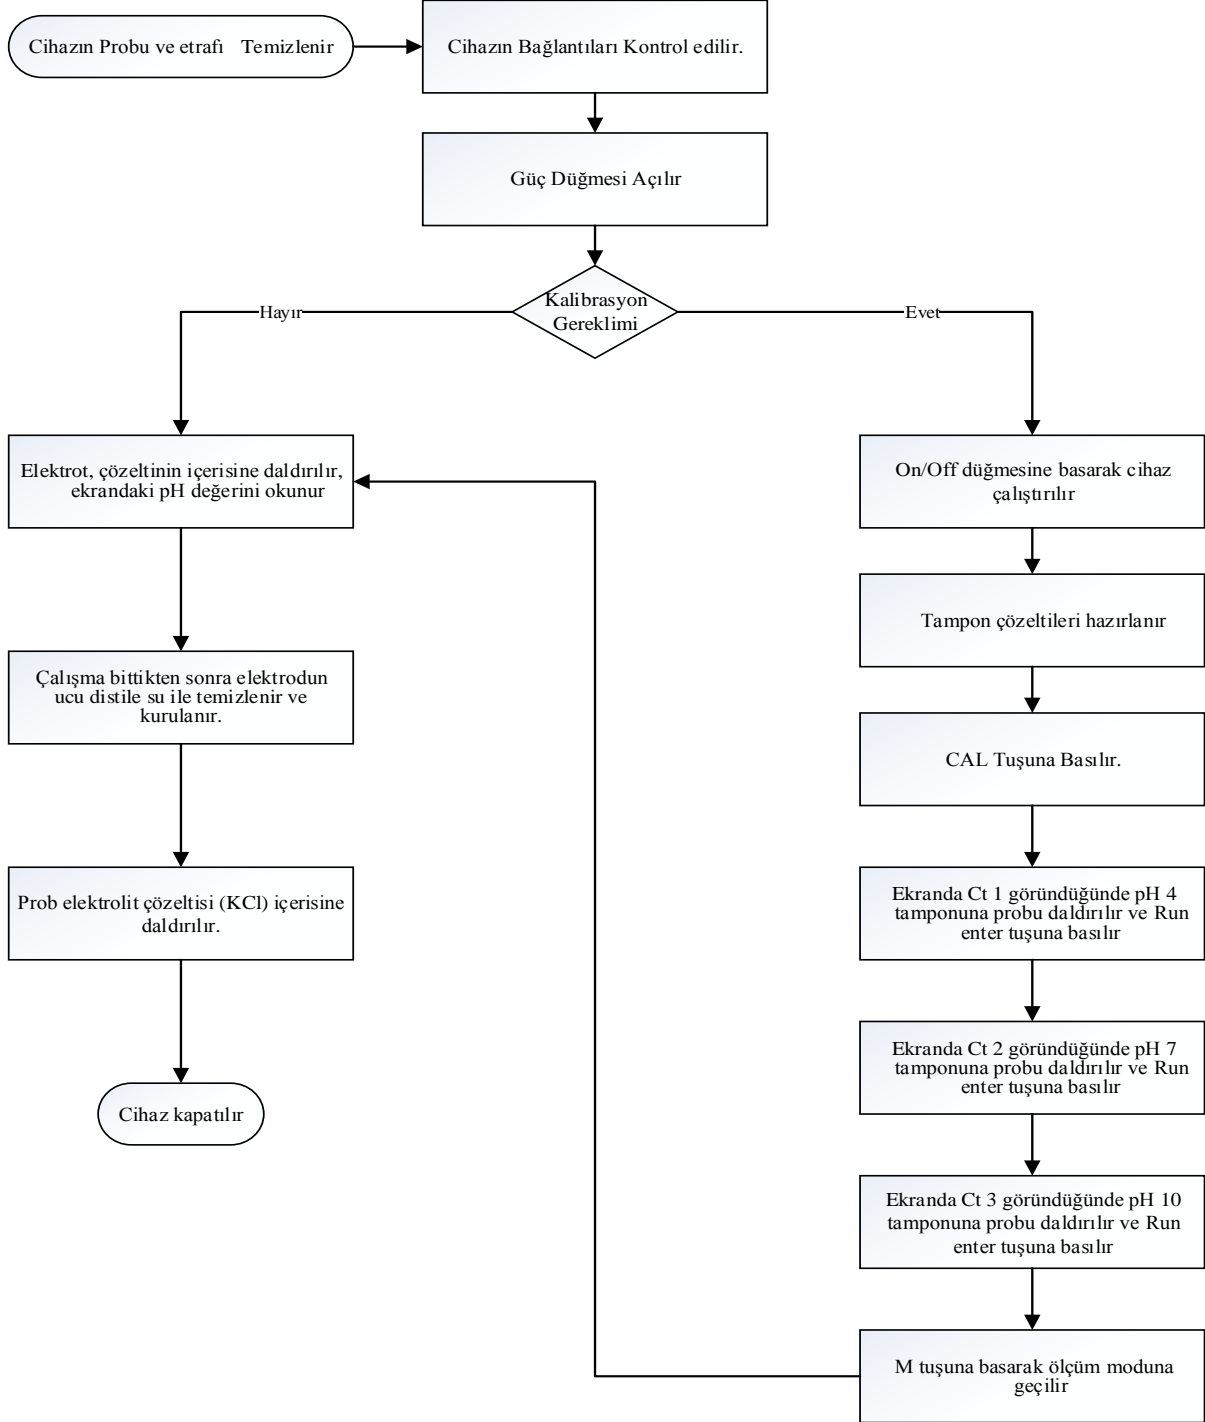 Cihazın Probu ve etrafı Temizlenir
Cihazın Bağlantıları Kontrol edilir.
Güç Düğmesi Açılır
Kalibrasyon
Gereklimi
Hayır
Evet
Elektrot, çözeltinin içerisine daldırılır,
ekrandaki pH değerini okunur
Çalışma bittikten sonra elektrodun
ucu distile su ile temizlenir ve
kurulanır.
Prob elektrolit çözeltisi (KCl) içerisine
daldırılır.
Cihaz kapatılır
On/Off düğmesine basarak cihaz
çalıştırılır
Tampon çözeltileri hazırlanır
CAL Tuşuna Basılır.
Ekranda Ct 1 göründüğünde pH 4
tamponuna probu daldırılır ve Run
enter tuşuna basılır
Ekranda Ct 2 göründüğünde pH 7
tamponuna probu daldırılır ve Run
enter tuşuna basılır
Ekranda Ct 3 göründüğünde pH 10
tamponuna probu daldırılır ve Run
enter tuşuna basılır
M tuşuna basarak ölçüm moduna
geçilir